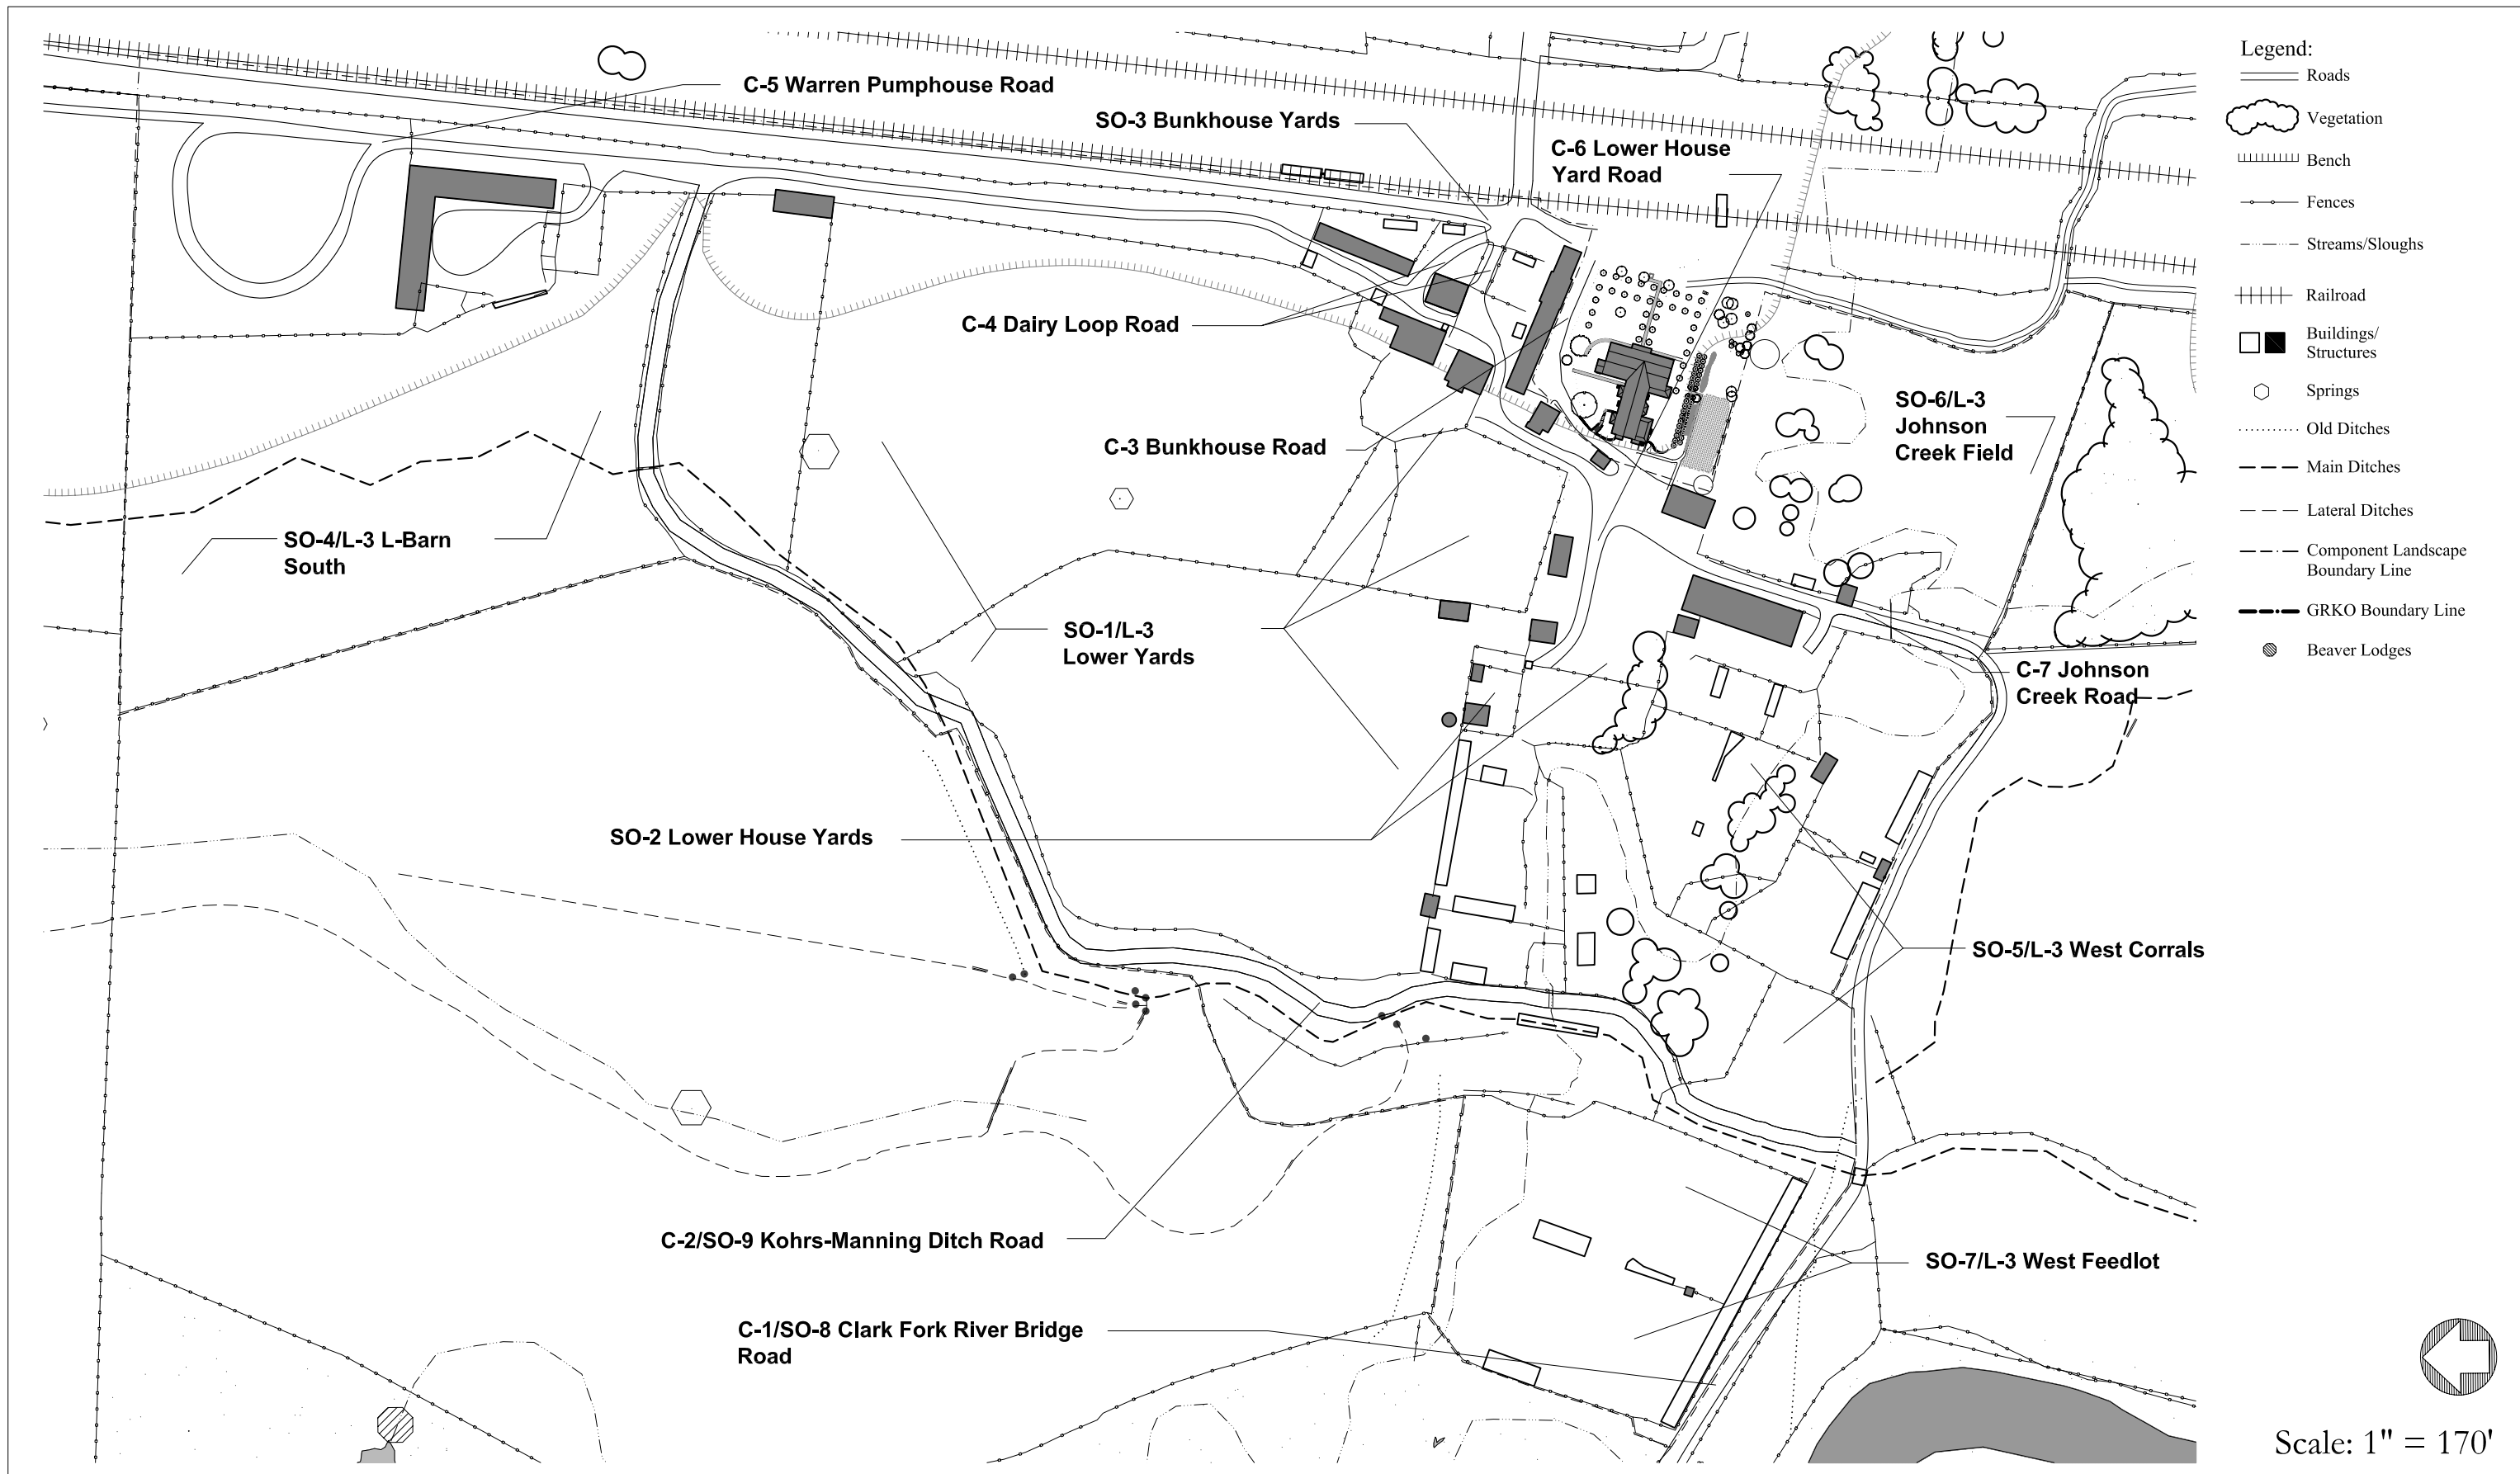 Legend:
Roads
Vegetation
Bench
Fences
Streams/Sloughs
Railroad
Buildings/
Structures
Springs
Old Ditches
Main Ditches
Lateral Ditches
Component Landscape
Boundary Line
GRKO Boundary Line
Beaver Lodges
C-5 Warren Pumphouse Road
SO-3 Bunkhouse Yards
C-6 Lower House
Yard Road
C-4 Dairy Loop Road
C-3 Bunkhouse Road
SO-6/L-3
Johnson
Creek Field
SO-4/L-3 L-Barn
South
SO-1/L-3
Lower Yards
C-7 Johnson
Creek Road
SO-2 Lower House Yards
SO-5/L-3 West Corrals
C-2/SO-9 Kohrs-Manning Ditch Road
SO-7/L-3 West Feedlot
C-1/SO-8 Clark Fork River Bridge
Road
Scale: 1" = 170'